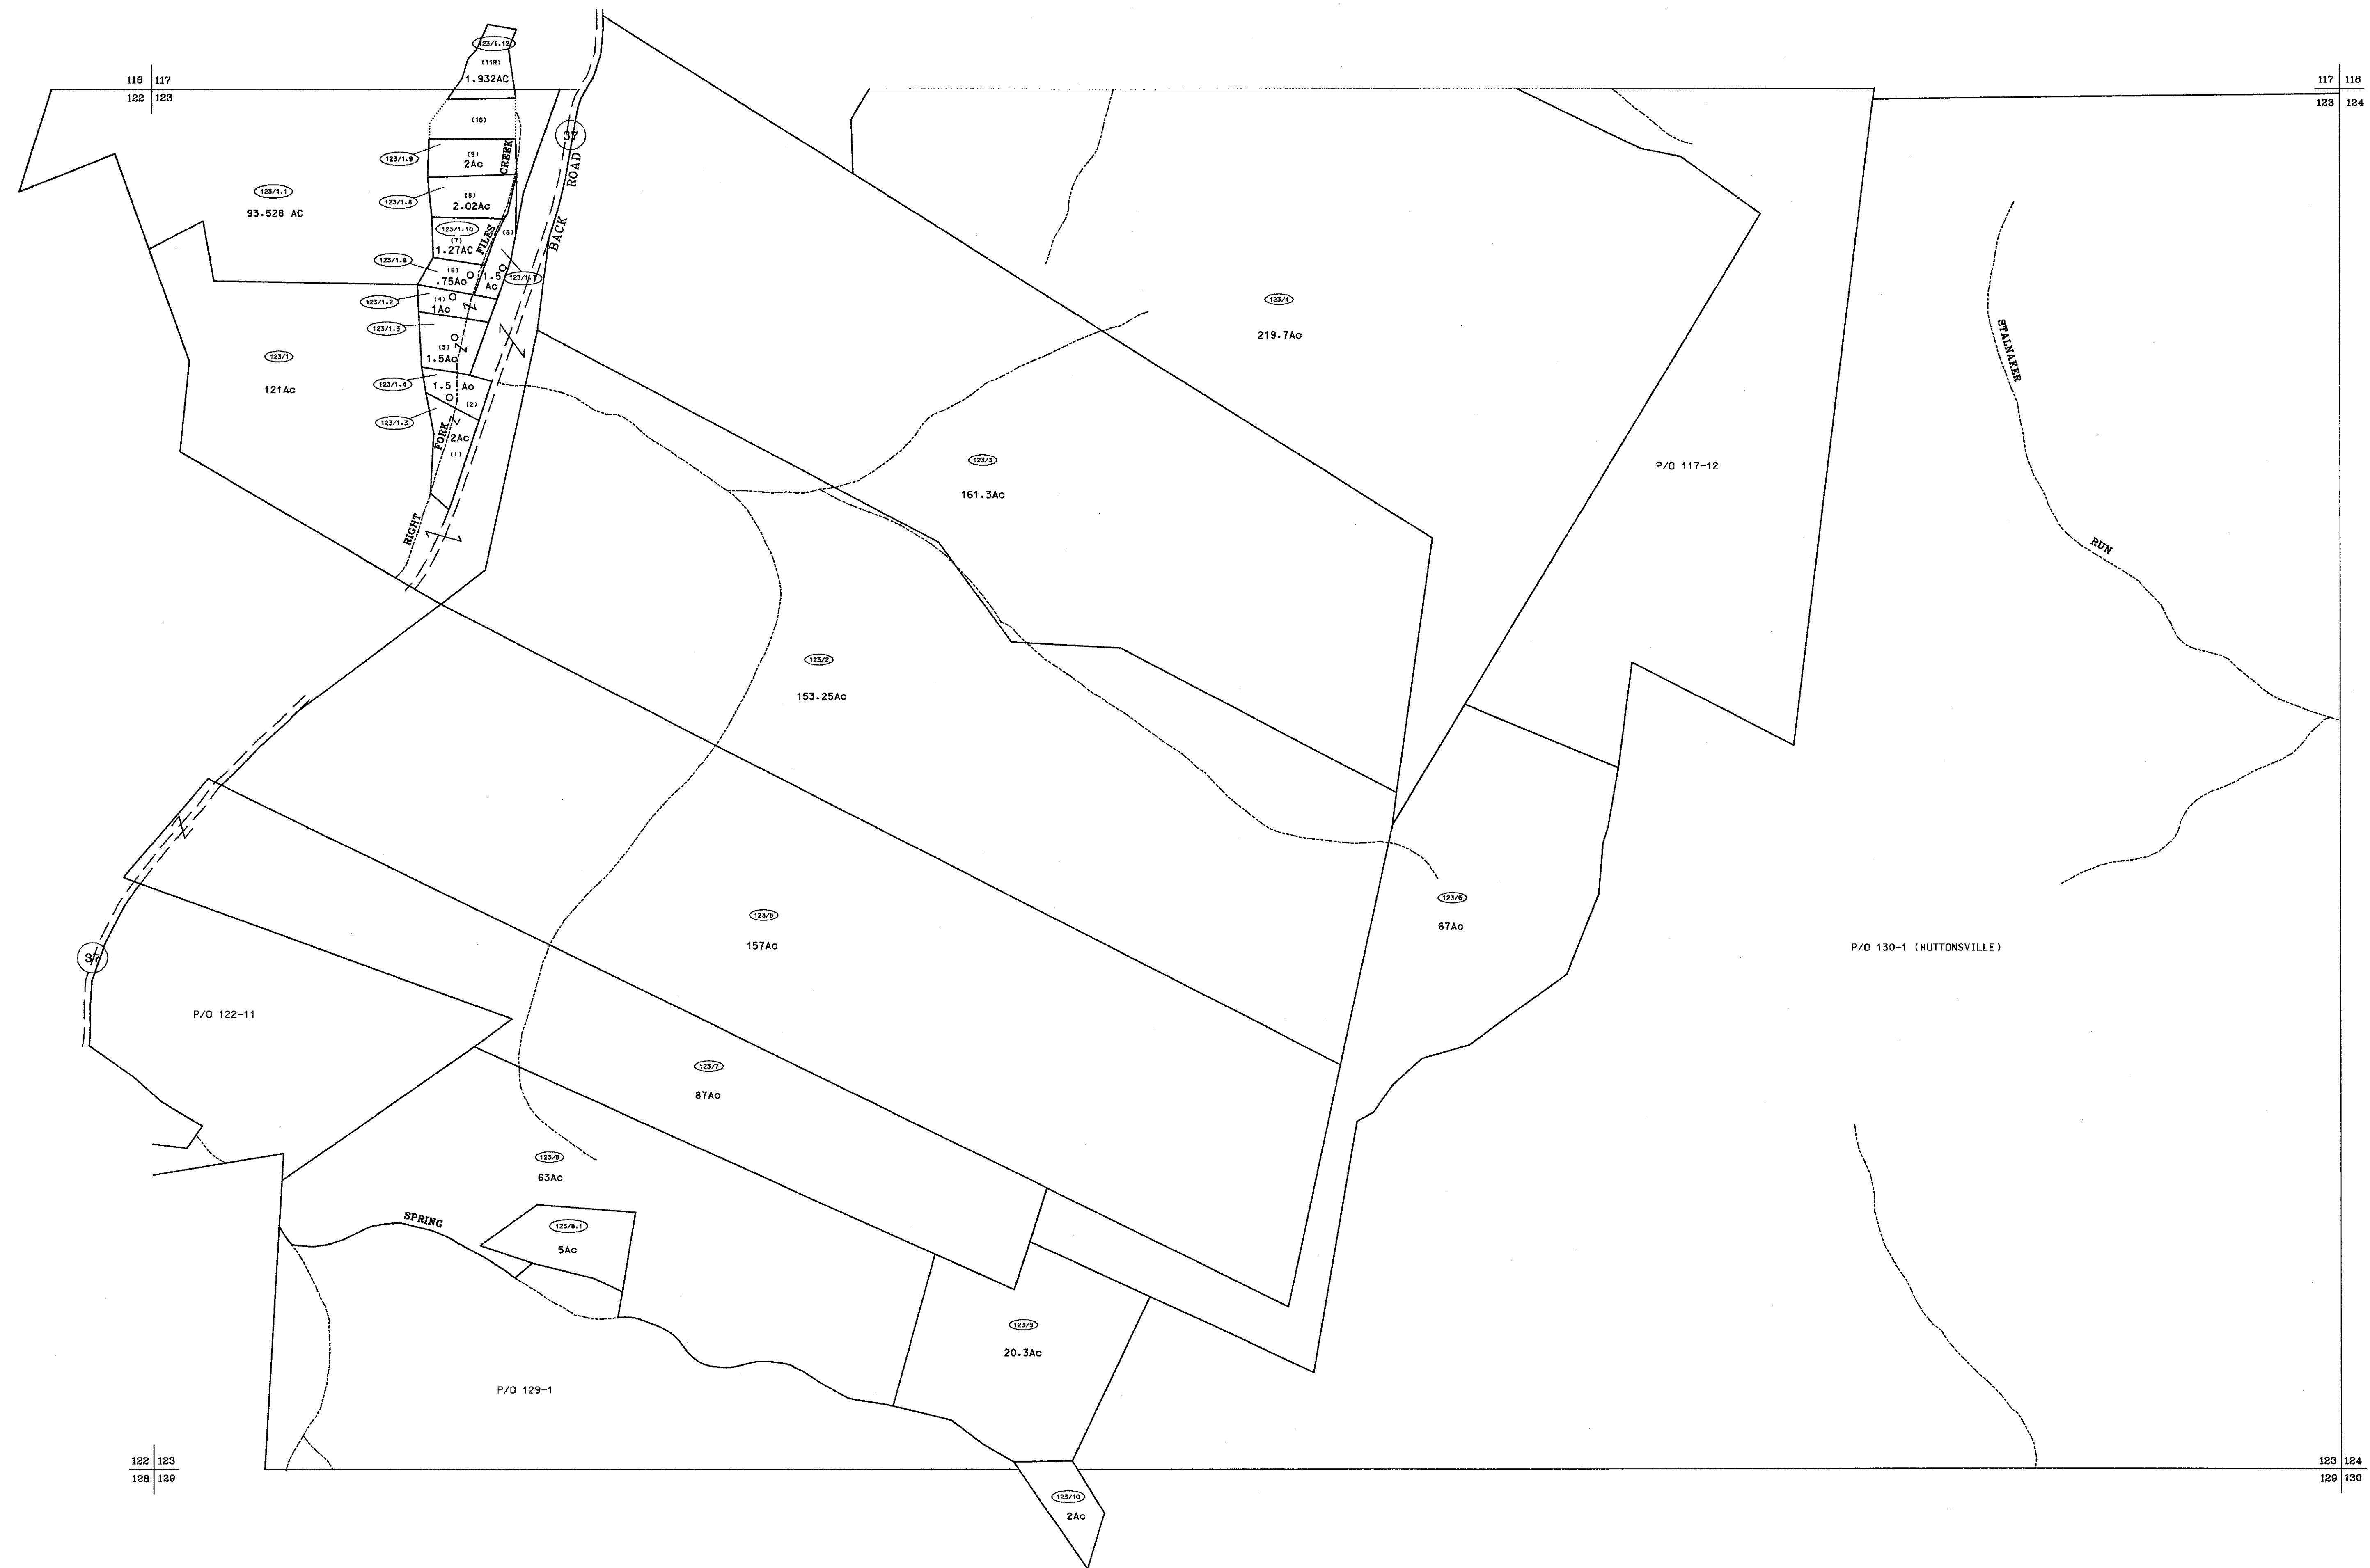 116 117
122 123
117 118
123 124
123/1.12
(11R)
1.932AC
(10)
37
123/1.9
(9)
2Ac
CREEK
ROAD
123/1.1
93.528 AC
123/1.8
(8)
2.02Ac
123/1.10
(7)
1.27AC
FILES
(5)
BACK
123/1.6
(6)
.75Ac
1.5
Ac
123/1.7
123/1.2
(4)
1Ac
123/4
219.7Ac
123/1.5
(3)
1.5Ac
STALNAKER
123/1
121Ac
123/1.4
1.5 Ac
(2)
123/1.3
FORK
2Ac
(1)
123/3
161.3Ac
P/O 117-12
RIGHT
RUN
123/2
153.25Ac
123/6
67Ac
123/5
157Ac
P/O 130-1 (HUTTONSVILLE)
37
P/O 122-11
123/7
87Ac
123/8
63Ac
SPRING
123/8.1
5Ac
123/9
20.3Ac
P/O 129-1
122 123
128 129
123 124
129 130
123/10
2Ac